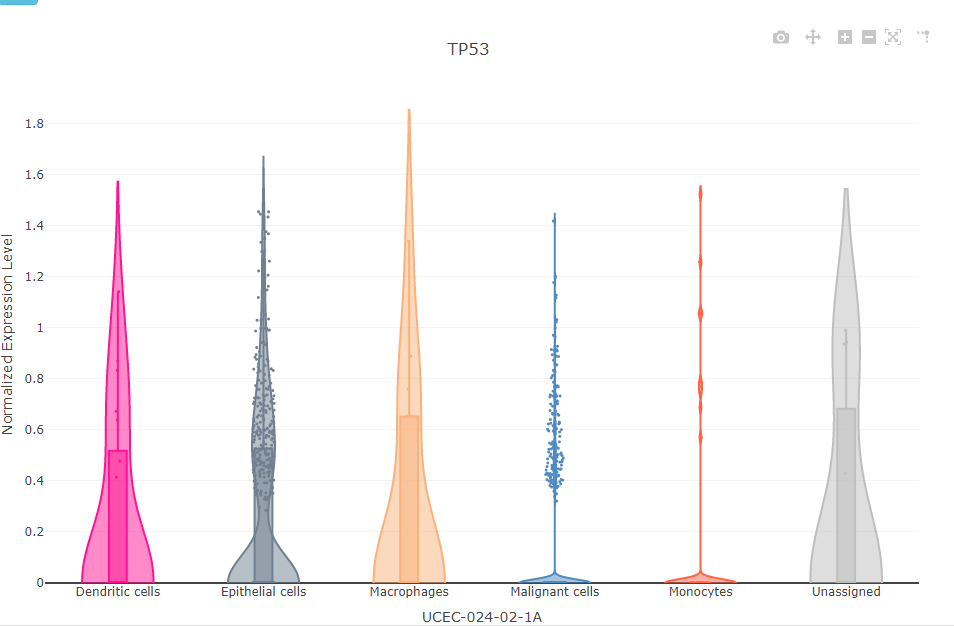 TP53
Normalized Expression Level
1.8
1.6
1.4
1.2
1
0.8
0.6
0.4
0.2
0
Dendritic cells
Epithelial cells
Macrophages
Malignant cells
Monocytes
Unassigned
UCEC-024-02-1A